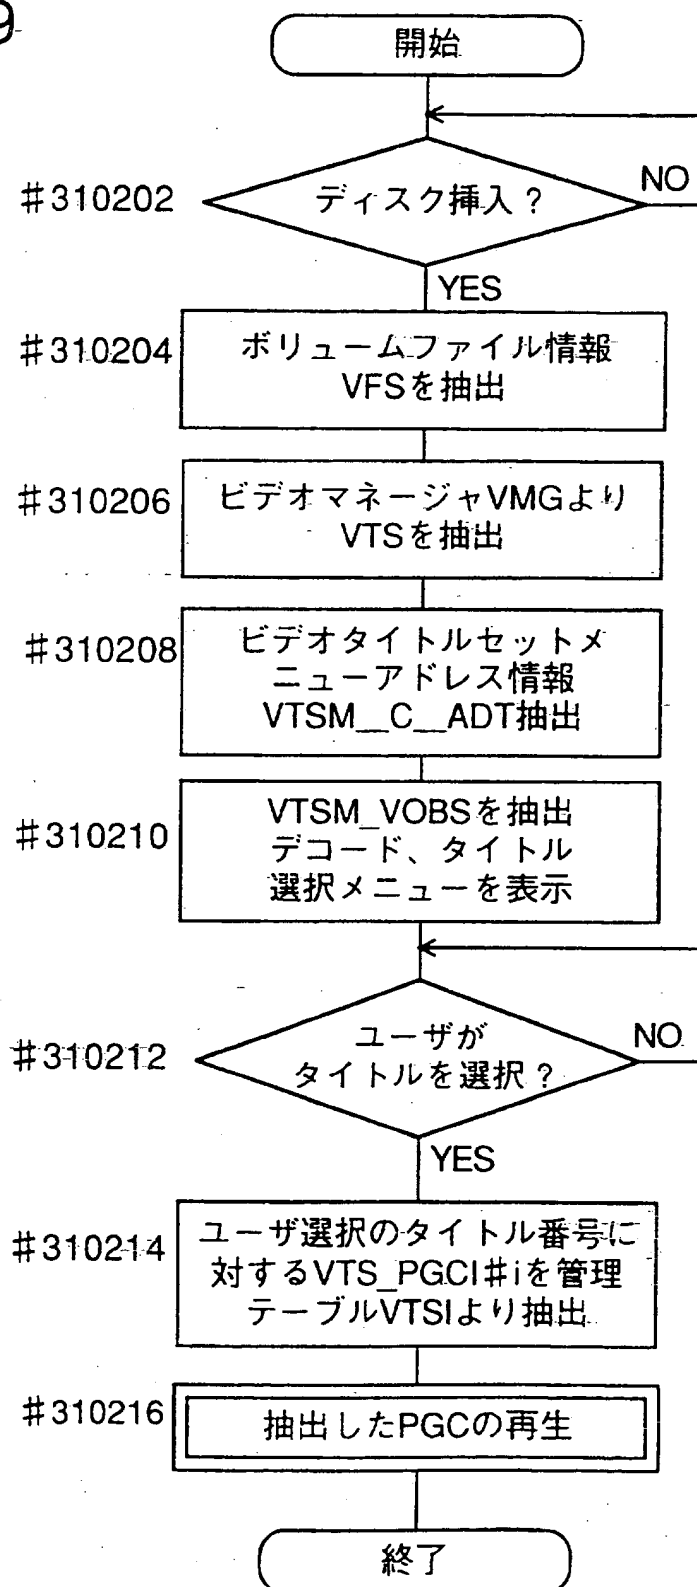 9
開始
#310202
ディスク挿入?
NO
YES
#310204
ボリュームファイル情報
VFSを抽出
#310206
ビデオマネージャVMGより
VTSを抽出
#310208
ビデオタイトルセットメ
ニューアドレス情報
VTSM__C__ADT抽出
#310210
VTSM_VOBSを抽出
デコード、タイトル
選択メニューを表示
#310212
ユーザが
タイトルを選択?
NO
YES
#310214
ユーザ選択のタイトル番号に
対するVTS_PGCI#iを管理
テーブルVTSIより抽出
#310216
抽出したPGCの再生
終了